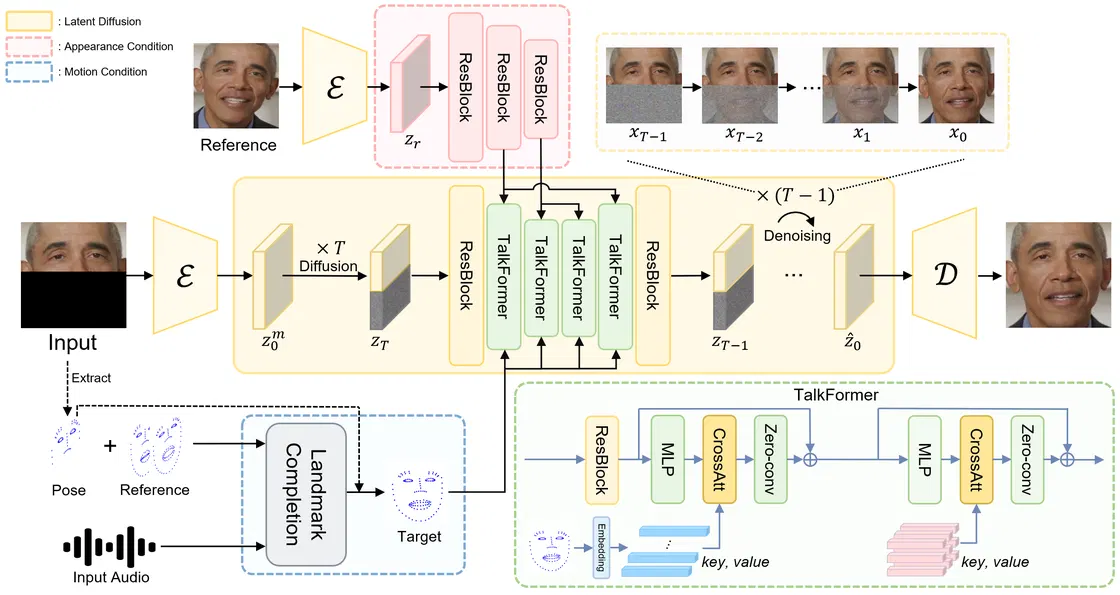 : Latent Diffusion
: Appearance Condition
: Motion Condition
Reference
ℰ
z_r
ResBlock
ResBlock
ResBlock
x_{T−1}
x_{T−2}
···
x_1
x_0
Input
ℰ
z_0^m
× T
Diffusion
z_T
ResBlock
TalkFormer
TalkFormer
TalkFormer
TalkFormer
ResBlock
z_{T−1}
× (T − 1)
Denoising
···
ẑ_0
𝒟
Extract
Pose
+
Reference
Input Audio
Landmark
Completion
Target
TalkFormer
ResBlock
MLP
CrossAtt
Zero-conv
MLP
CrossAtt
Zero-conv
Embedding
key, value
key, value